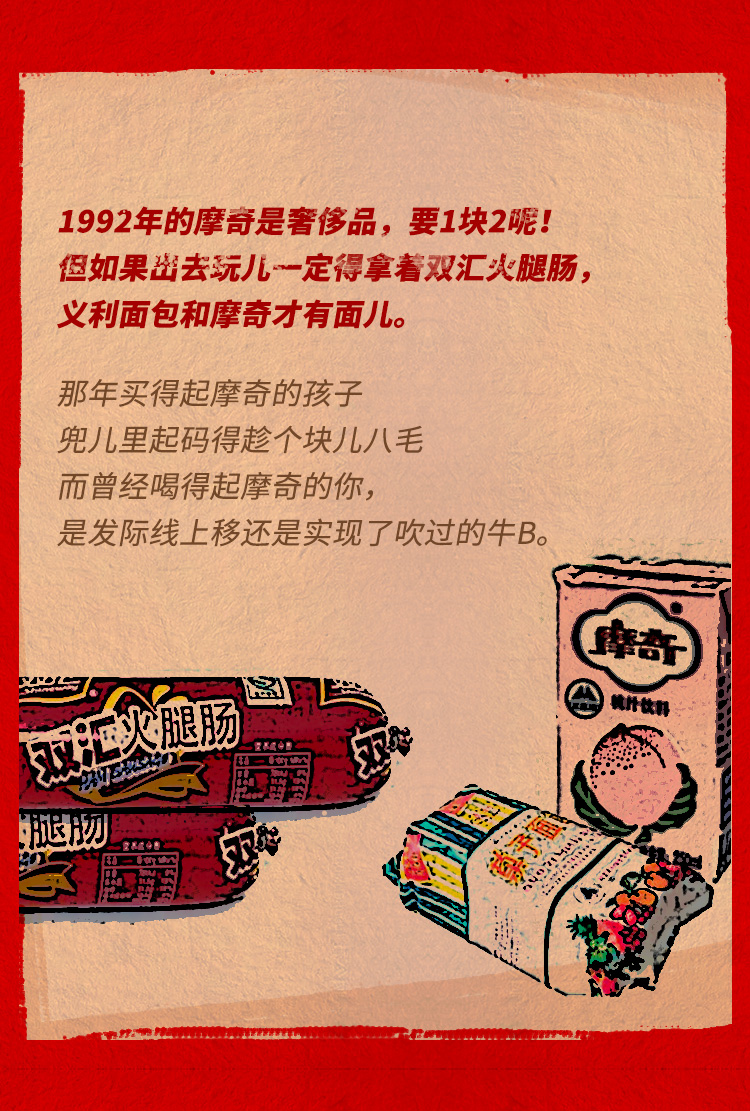 1992年的摩奇是奢侈品，要1块2呢！
但如果出去玩儿一定得拿着双汇火腿肠，
义利面包和摩奇才有面儿。
那年买得起摩奇的孩子
兜儿里起码得趁个块儿八毛
而曾经喝得起摩奇的你，
是发际线上移还是实现了吹过的牛B。
摩奇
桃汁饮料
双汇火腿肠
双
腿肠
双
果子面